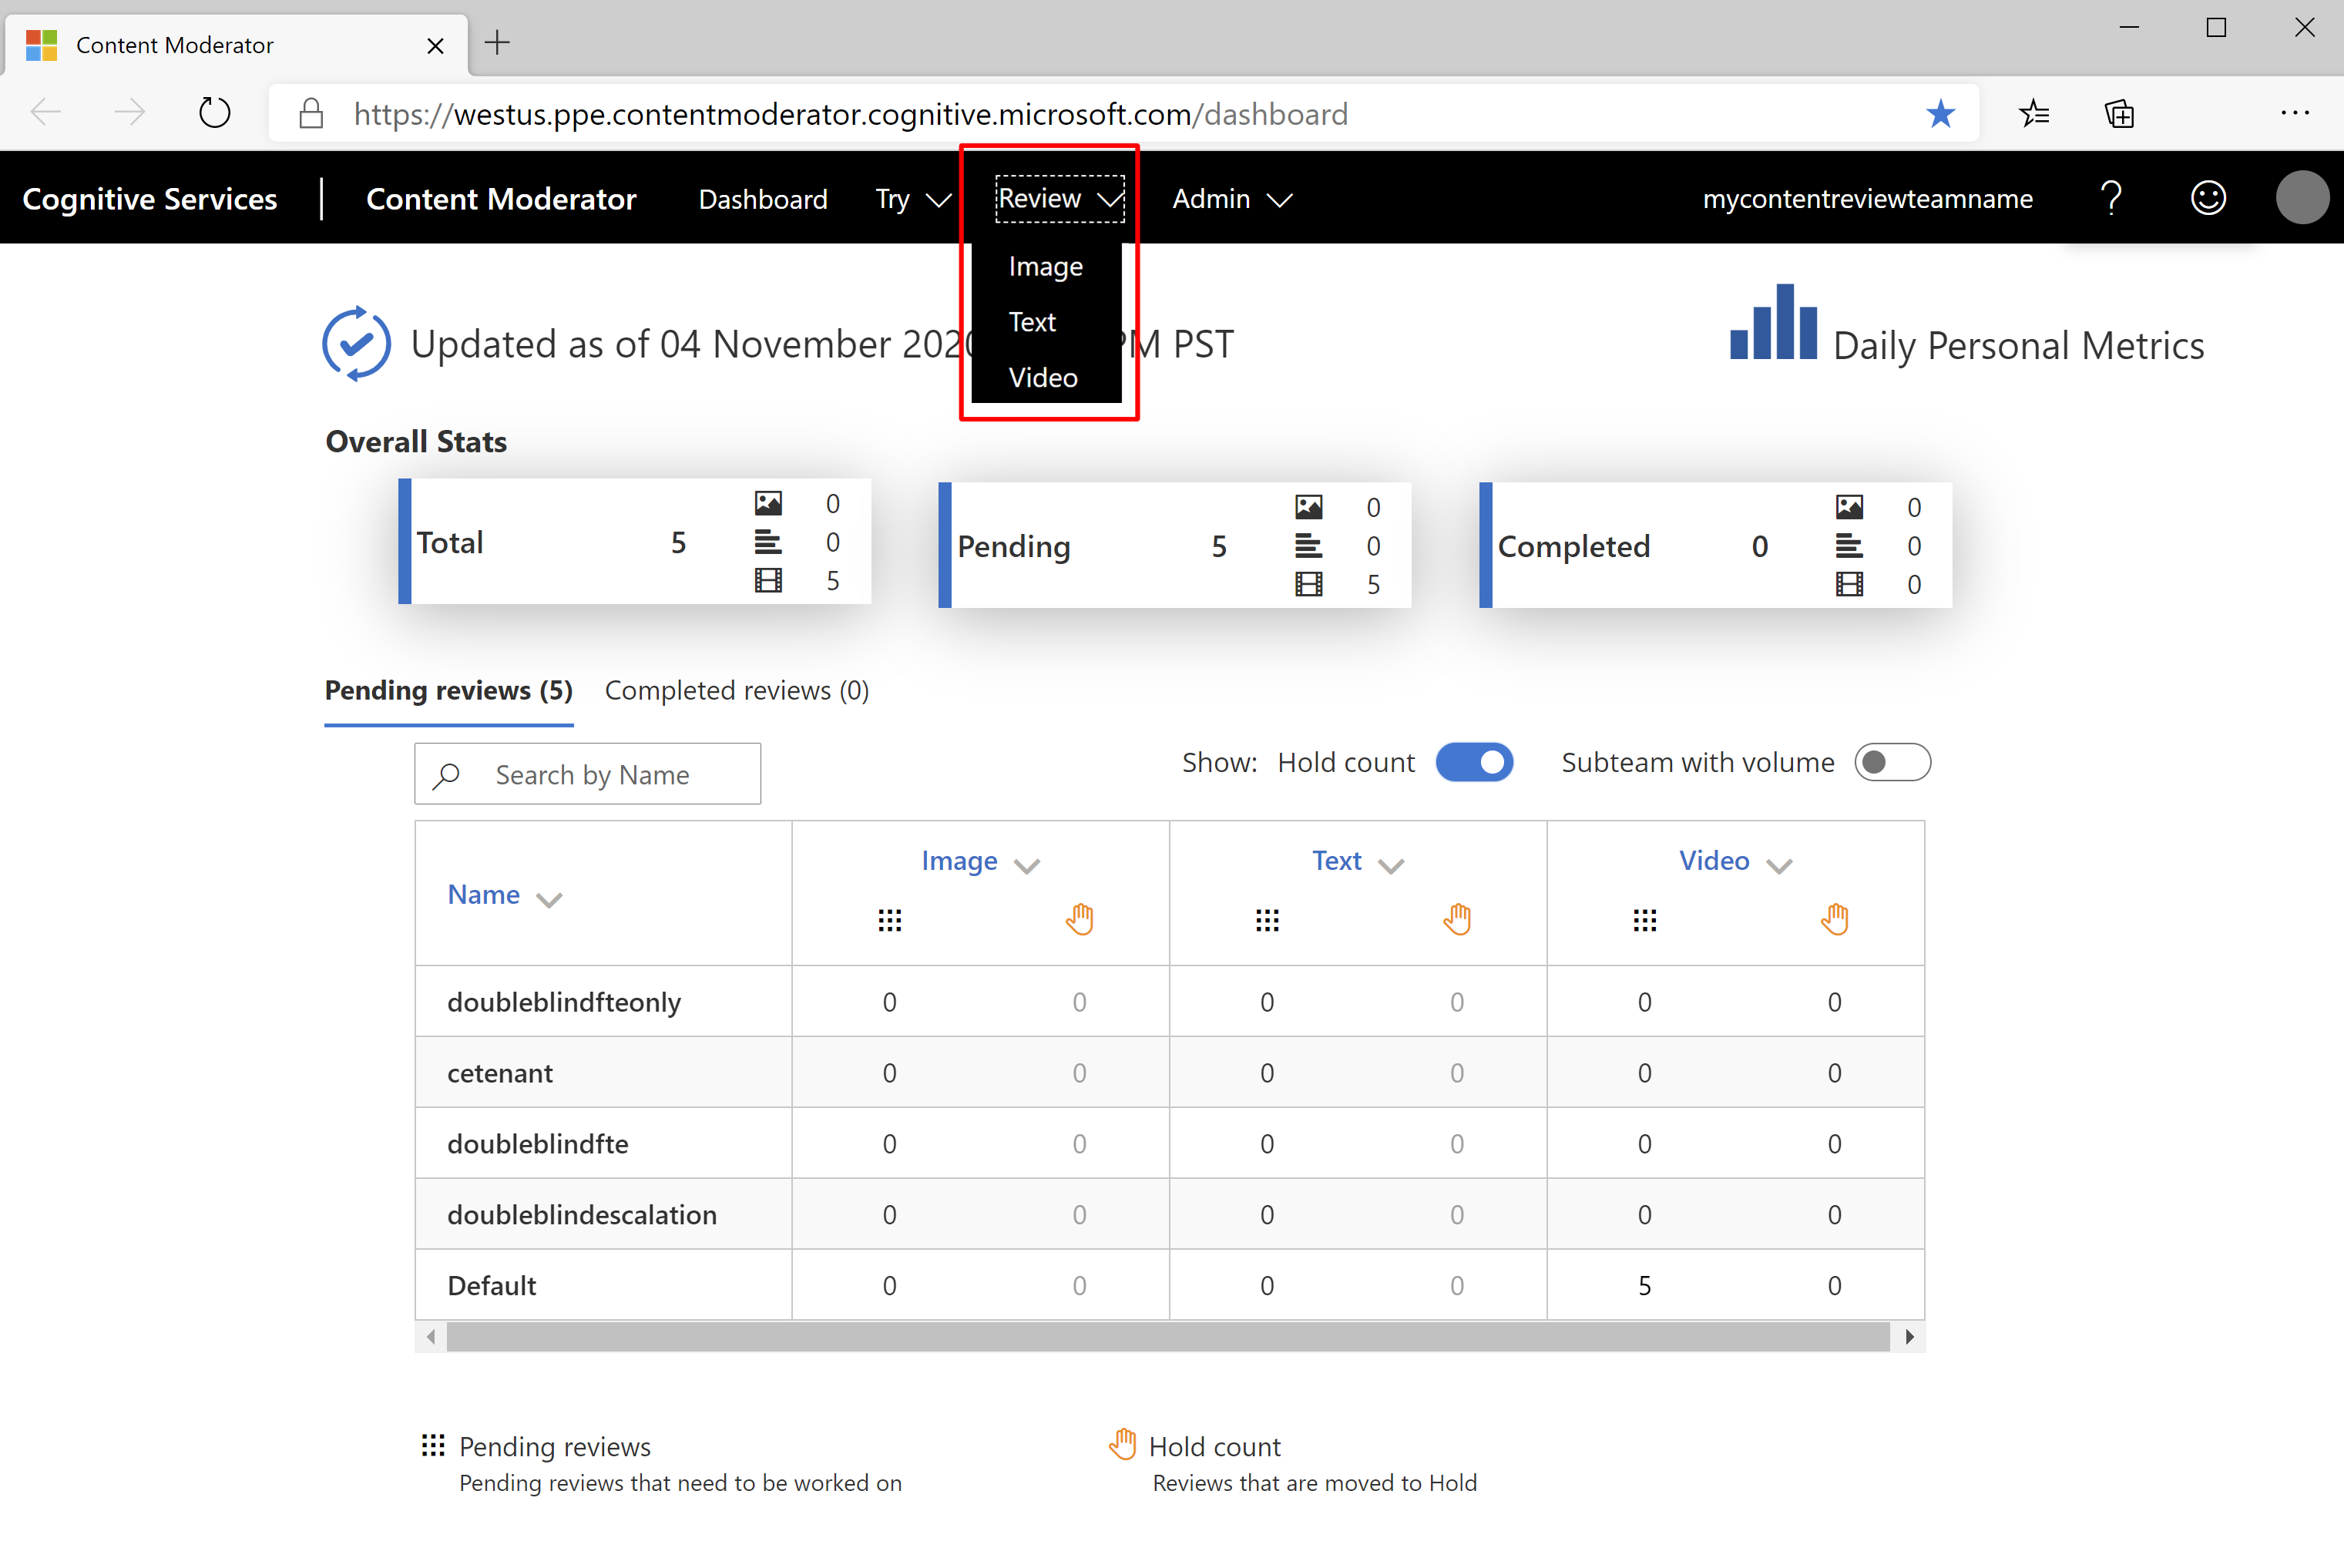 Content Moderator
https://westus.ppe.contentmoderator.cognitive.microsoft.com/dashboard
Cognitive Services | Content Moderator Dashboard Try Review Admin mycontentreviewteamname ?
Image
Text
Video
Updated as of 04 November 202 PM PST
Daily Personal Metrics
Overall Stats
Total 5 0 0 5
Pending 5 0 0 5
Completed 0 0 0 0
Pending reviews (5) Completed reviews (0)
Search by Name Show: Hold count Subteam with volume
Name Image Text Video
doubleblindfteonly 0 0 0 0 0 0
cetenant 0 0 0 0 0 0
doubleblindfte 0 0 0 0 0 0
doubleblindescalation 0 0 0 0 0 0
Default 0 0 0 0 5 0
Pending reviews
Pending reviews that need to be worked on
Hold count
Reviews that are moved to Hold